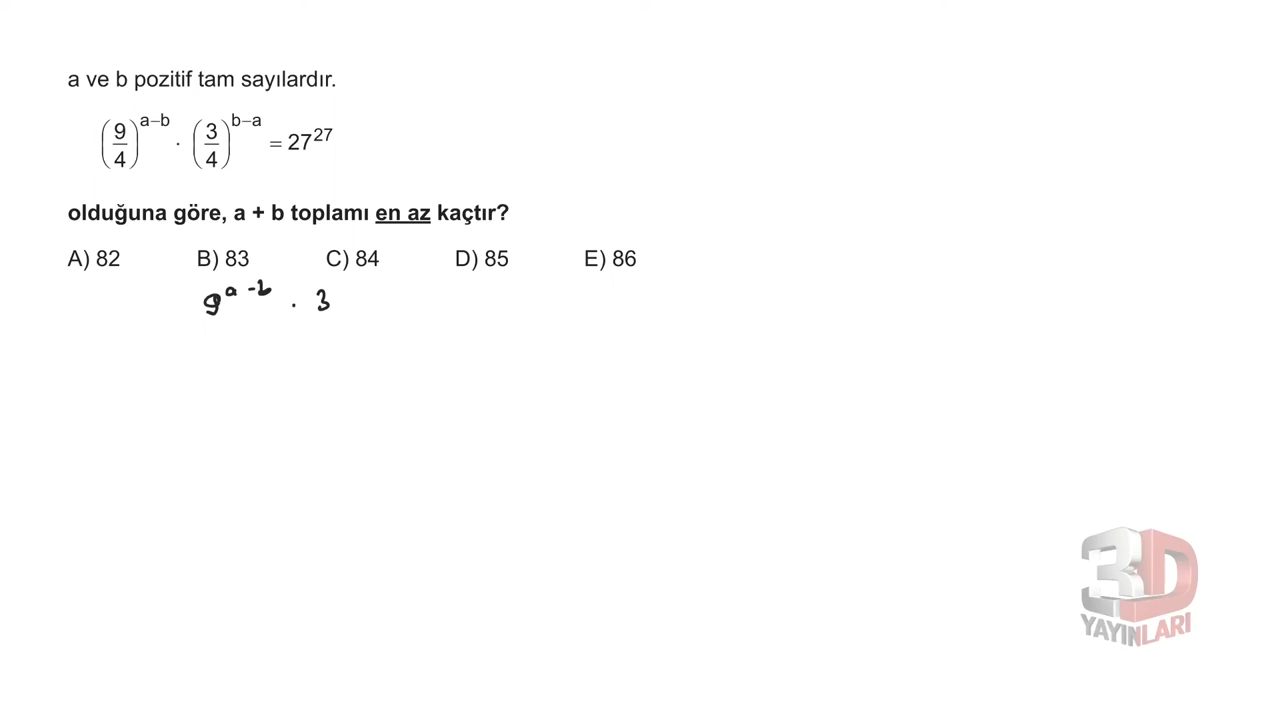 a ve b pozitif tam sayılardır.
(9/4)^(a–b) · (3/4)^(b–a) = 27^27
olduğuna göre, a + b toplamı en az kaçtır?
A) 82 B) 83 C) 84 D) 85 E) 86
9^(a-b) · 3
3D
YAYINLARI